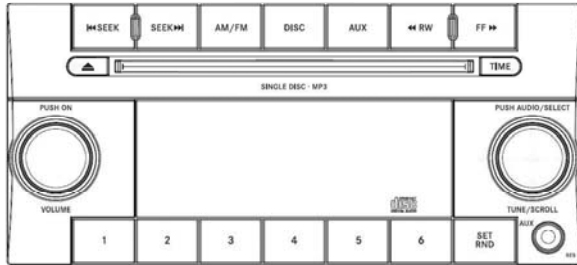 SEEK
SEEK
AM/FM
DISC
AUX
RW
FF
TIME
SINGLE DISC · MP3
PUSH ON
PUSH AUDIO/SELECT
VOLUME
TUNE/SCROLL
1
2
3
4
5
6
SET
RND
AUX